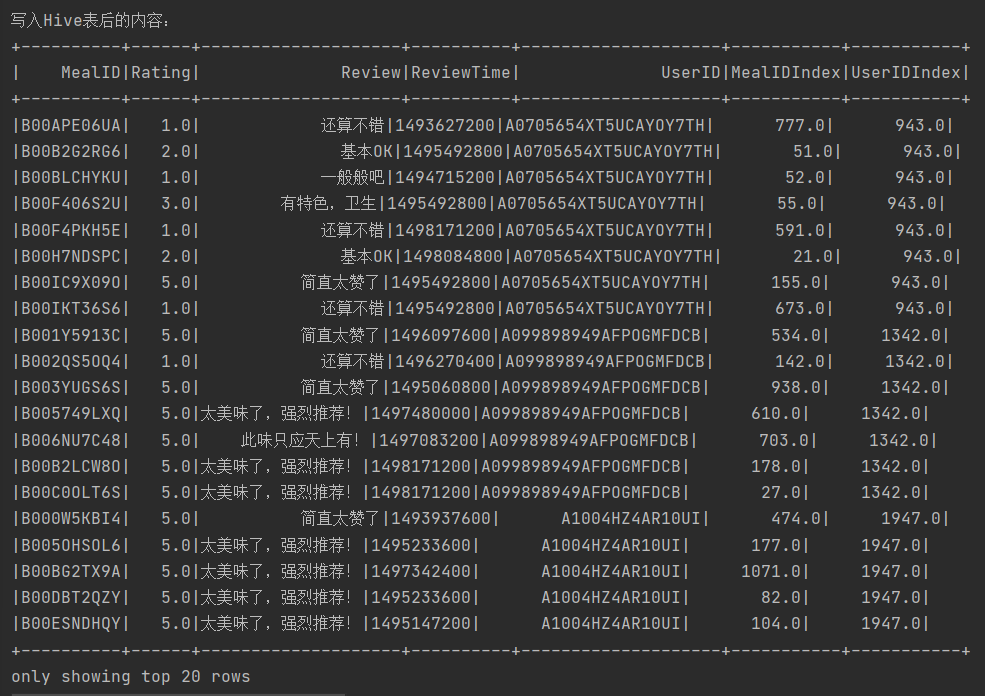 写入Hive表后的内容：
+----------+------+--------------------+----------+--------------------+-----------+-----------+
|    MealID|Rating|              Review|ReviewTime|              UserID|MealIDIndex|UserIDIndex|
+----------+------+--------------------+----------+--------------------+-----------+-----------+
|B00APE06UA|   1.0|            还算不错|1493627200|A0705654XT5UCAYOY7TH|      777.0|      943.0|
|B00B2G2RG6|   2.0|              基本OK|1495492800|A0705654XT5UCAYOY7TH|       51.0|      943.0|
|B00BLCHYKU|   1.0|            一般般吧|1494715200|A0705654XT5UCAYOY7TH|       52.0|      943.0|
|B00F406S2U|   3.0|        有特色，卫生|1495492800|A0705654XT5UCAYOY7TH|       55.0|      943.0|
|B00F4PKH5E|   1.0|            还算不错|1498171200|A0705654XT5UCAYOY7TH|      591.0|      943.0|
|B00H7NDSPC|   2.0|              基本OK|1498084800|A0705654XT5UCAYOY7TH|       21.0|      943.0|
|B00IC9X09O|   5.0|          简直太赞了|1495492800|A0705654XT5UCAYOY7TH|      155.0|      943.0|
|B00IKT36S6|   1.0|            还算不错|1495492800|A0705654XT5UCAYOY7TH|      673.0|      943.0|
|B001Y5913C|   5.0|          简直太赞了|1496097600|A099898949AFPOGMFDCB|      534.0|     1342.0|
|B002QS5OQ4|   1.0|            还算不错|1496270400|A099898949AFPOGMFDCB|      142.0|     1342.0|
|B003YUGS6S|   5.0|          简直太赞了|1495060800|A099898949AFPOGMFDCB|      938.0|     1342.0|
|B005749LXQ|   5.0|太美味了，强烈推荐！|1497480000|A099898949AFPOGMFDCB|      610.0|     1342.0|
|B006NU7C48|   5.0|    此味只应天上有！|1497083200|A099898949AFPOGMFDCB|      703.0|     1342.0|
|B00B2LCW8O|   5.0|太美味了，强烈推荐！|1498171200|A099898949AFPOGMFDCB|      178.0|     1342.0|
|B00C0OLT6S|   5.0|太美味了，强烈推荐！|1498171200|A099898949AFPOGMFDCB|       27.0|     1342.0|
|B000W5KBI4|   5.0|          简直太赞了|1493937600|      A1004HZ4AR10UI|      474.0|     1947.0|
|B005OHSOL6|   5.0|太美味了，强烈推荐！|1495233600|      A1004HZ4AR10UI|      177.0|     1947.0|
|B00BG2TX9A|   5.0|太美味了，强烈推荐！|1497342400|      A1004HZ4AR10UI|     1071.0|     1947.0|
|B00DBT2QZY|   5.0|太美味了，强烈推荐！|1495233600|      A1004HZ4AR10UI|       82.0|     1947.0|
|B00ESNDHQY|   5.0|太美味了，强烈推荐！|1495147200|      A1004HZ4AR10UI|      104.0|     1947.0|
+----------+------+--------------------+----------+--------------------+-----------+-----------+
only showing top 20 rows